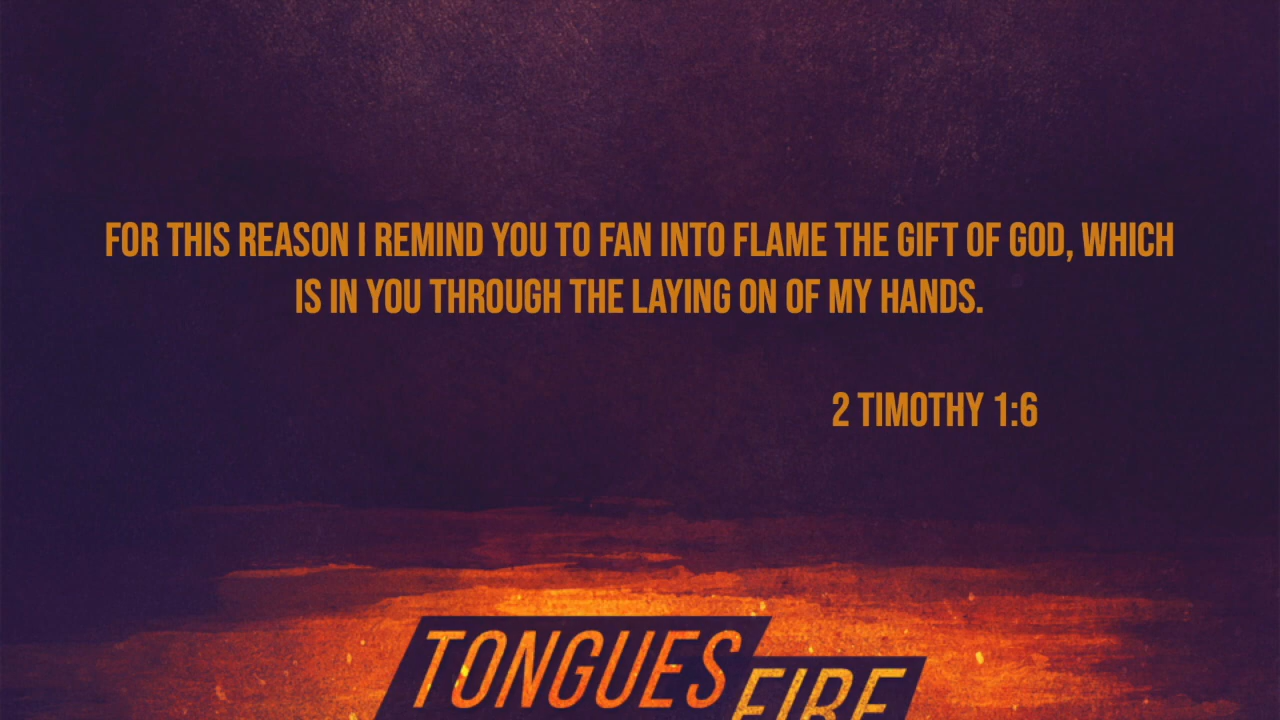 FOR THIS REASON I REMIND YOU TO FAN INTO FLAME THE GIFT OF GOD, WHICH
IS IN YOU THROUGH THE LAYING ON OF MY HANDS.
2 TIMOTHY 1:6
TONGUES
FIRE